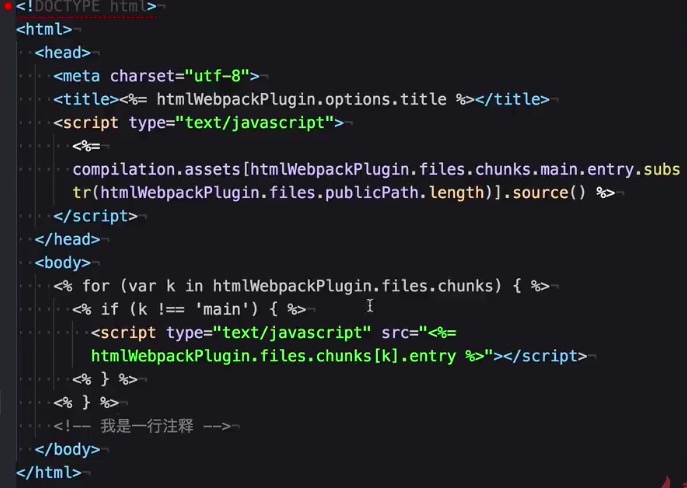 <!DOCTYPE html>
<html>
<head>
<meta charset="utf-8">
<title><%= htmlWebpackPlugin.options.title %></title>
<script type="text/javascript">
<%=
compilation.assets[htmlWebpackPlugin.files.chunks.main.entry.subs
tr(htmlWebpackPlugin.files.publicPath.length)].source() %>
</script>
</head>
<body>
<% for (var k in htmlWebpackPlugin.files.chunks) { %>
<% if (k !== 'main') { %>
<script type="text/javascript" src="<%=
htmlWebpackPlugin.files.chunks[k].entry %>"></script>
<% } %>
<% } %>
<!-- 我是一行注释 -->
</body>
</html>